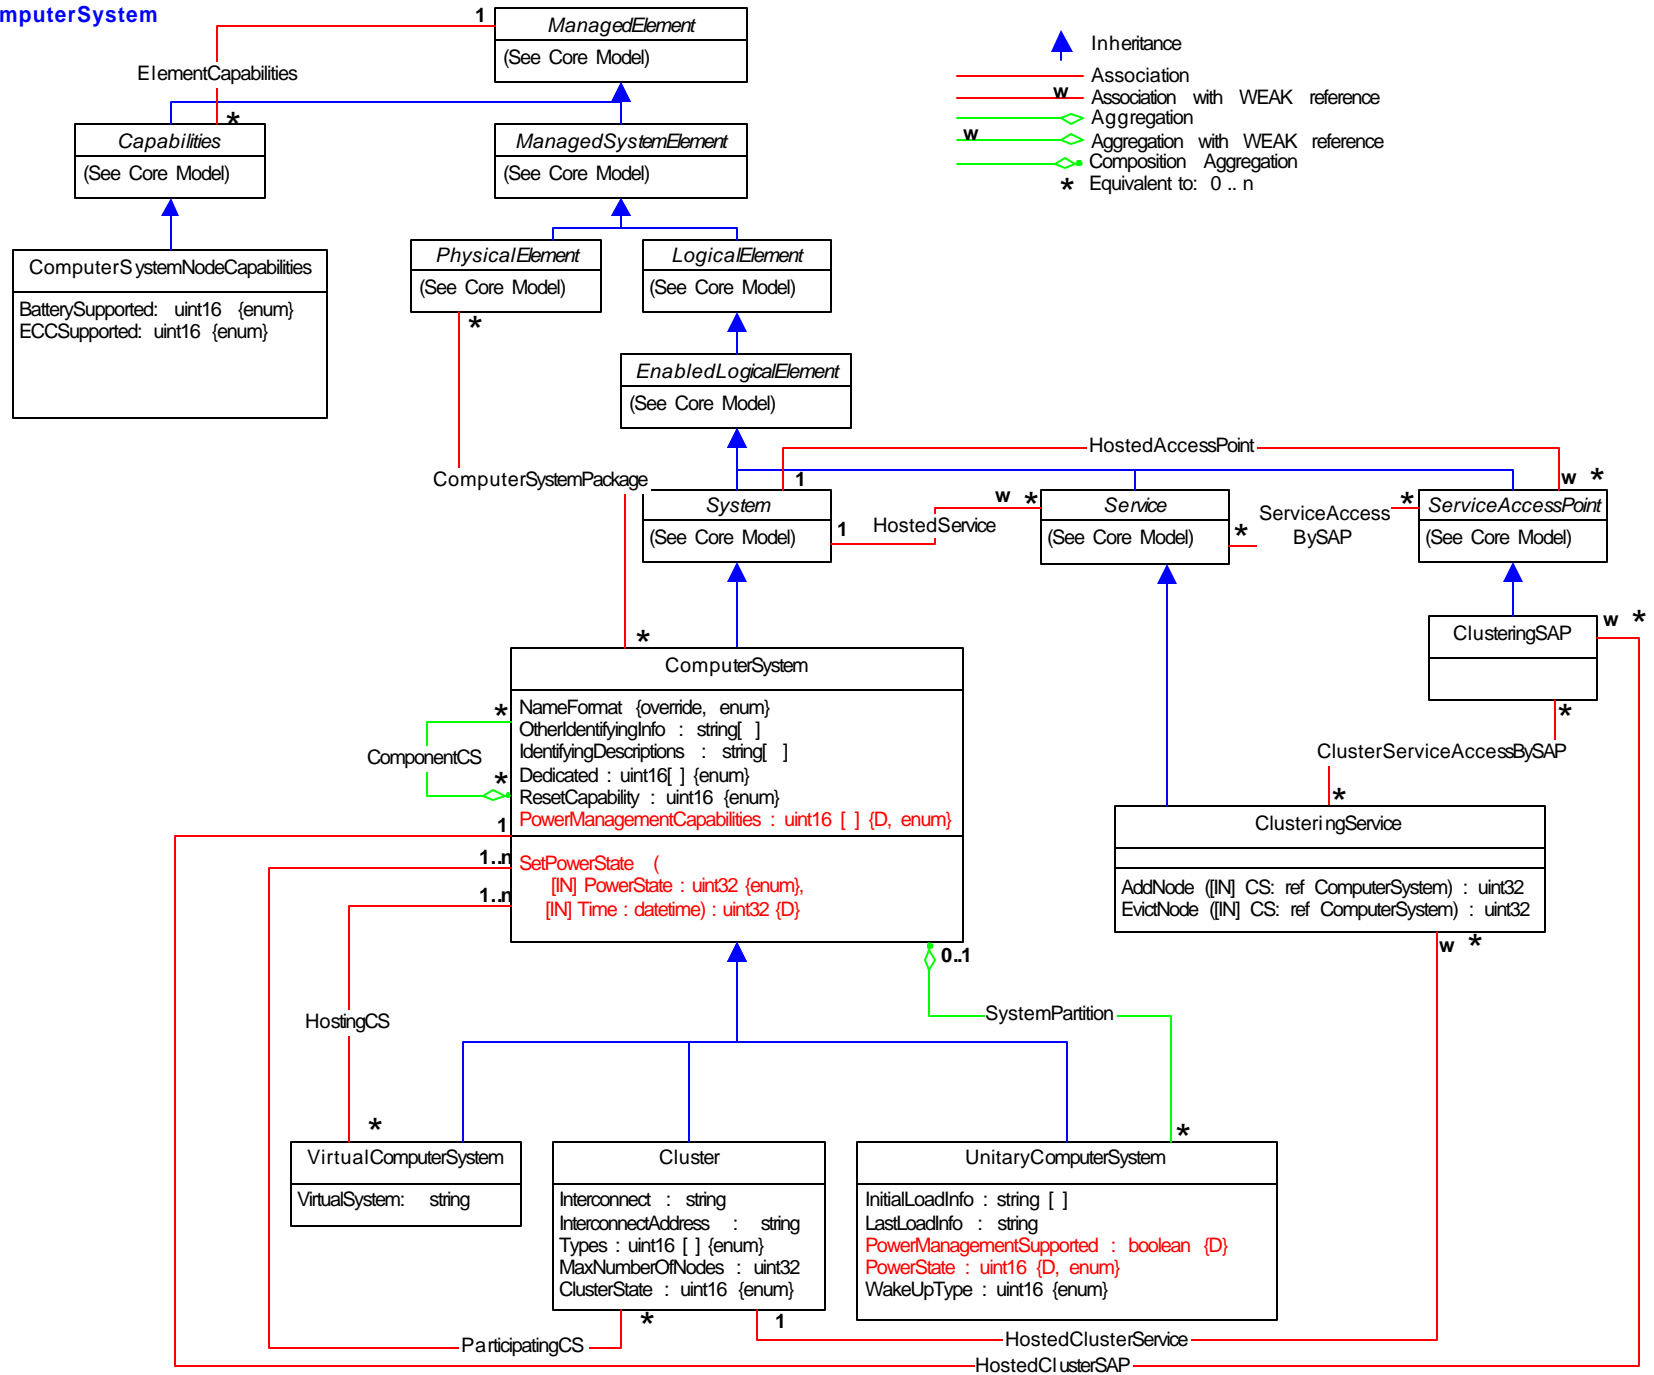 mputerSystem
1
ManagedElement
(See Core Model)
ElementCapabilities
*
Inheritance
Association
w
Association with WEAK reference
Aggregation
w
Aggregation with WEAK reference
Composition Aggregation
* Equivalent to: 0 .. n
Capabilities
(See Core Model)
ManagedSystemElement
(See Core Model)
ComputerSystemNodeCapabilities
BatterySupported: uint16 {enum}
ECCSupported: uint16 {enum}
PhysicalElement
(See Core Model)
*
LogicalElement
(See Core Model)
EnabledLogicalElement
(See Core Model)
HostedAccessPoint
ComputerSystemPackage
1
w *
System
(See Core Model)
1
HostedService
w *
Service
(See Core Model)
*
ServiceAccess
BySAP
*
ServiceAccessPoint
(See Core Model)
ClusteringSAP
w *
*
*
ComputerSystem
NameFormat {override, enum}
OtherIdentifyingInfo : string[ ]
IdentifyingDescriptions : string[ ]
Dedicated : uint16[ ] {enum}
ResetCapability : uint16 {enum}
PowerManagementCapabilities : uint16 [ ] {D, enum}
SetPowerState (
[IN] PowerState : uint32 {enum},
[IN] Time : datetime) : uint32 {D}
*
ComponentCS
*
1
1..n
1..n
ClusterServiceAccessBySAP
*
ClusteringService
AddNode ([IN] CS: ref ComputerSystem) : uint32
EvictNode ([IN] CS: ref ComputerSystem) : uint32
w *
0..1
SystemPartition
HostingCS
*
*
VirtualComputerSystem
VirtualSystem: string
Cluster
Interconnect : string
InterconnectAddress : string
Types : uint16 [ ] {enum}
MaxNumberOfNodes : uint32
ClusterState : uint16 {enum}
UnitaryComputerSystem
InitialLoadInfo : string [ ]
LastLoadInfo : string
PowerManagementSupported : boolean {D}
PowerState : uint16 {D, enum}
WakeUpType : uint16 {enum}
*
1
ParticipatingCS
HostedClusterService
HostedClusterSAP